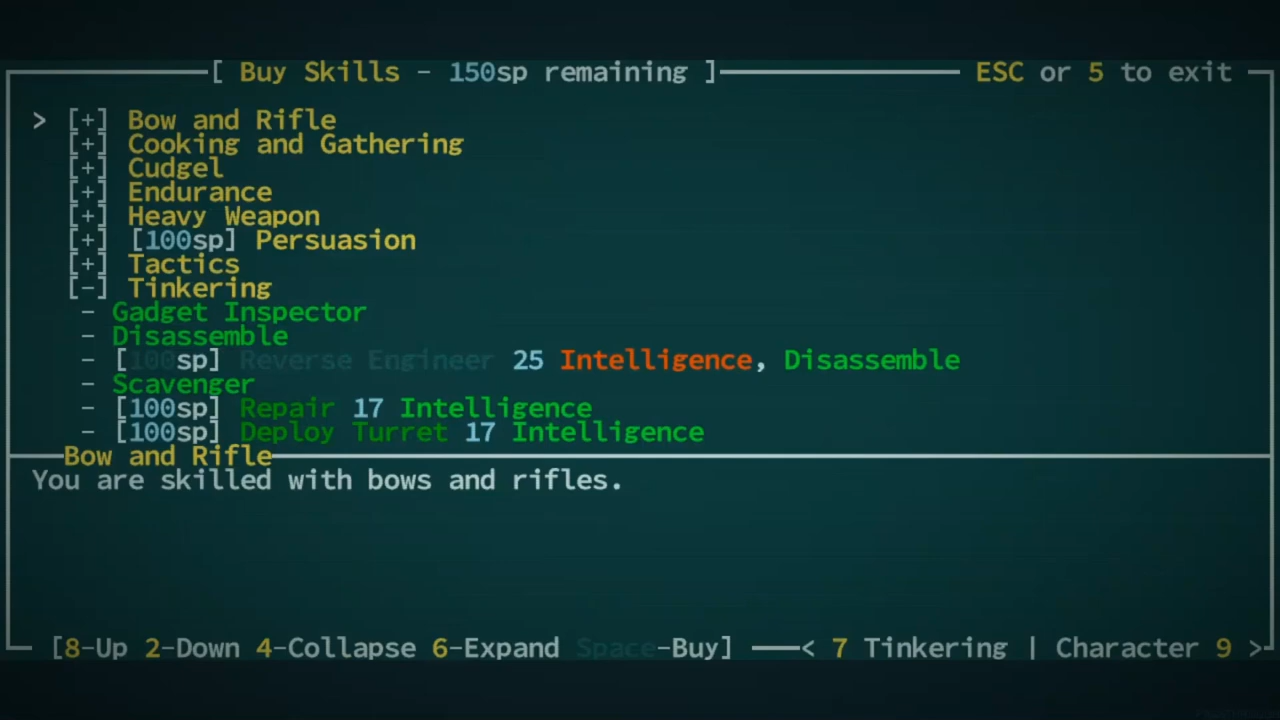 [ Buy Skills - 150sp remaining ] ESC or 5 to exit
> [+] Bow and Rifle
[+] Cooking and Gathering
[+] Cudgel
[+] Endurance
[+] Heavy Weapon
[+] [100sp] Persuasion
[+] Tactics
[-] Tinkering
- Gadget Inspector
- Disassemble
- [100sp] Reverse Engineer 25 Intelligence, Disassemble
- Scavenger
- [100sp] Repair 17 Intelligence
- [100sp] Deploy Turret 17 Intelligence
Bow and Rifle
You are skilled with bows and rifles.
[8-Up 2-Down 4-Collapse 6-Expand Space-Buy] < 7 Tinkering | Character 9 >